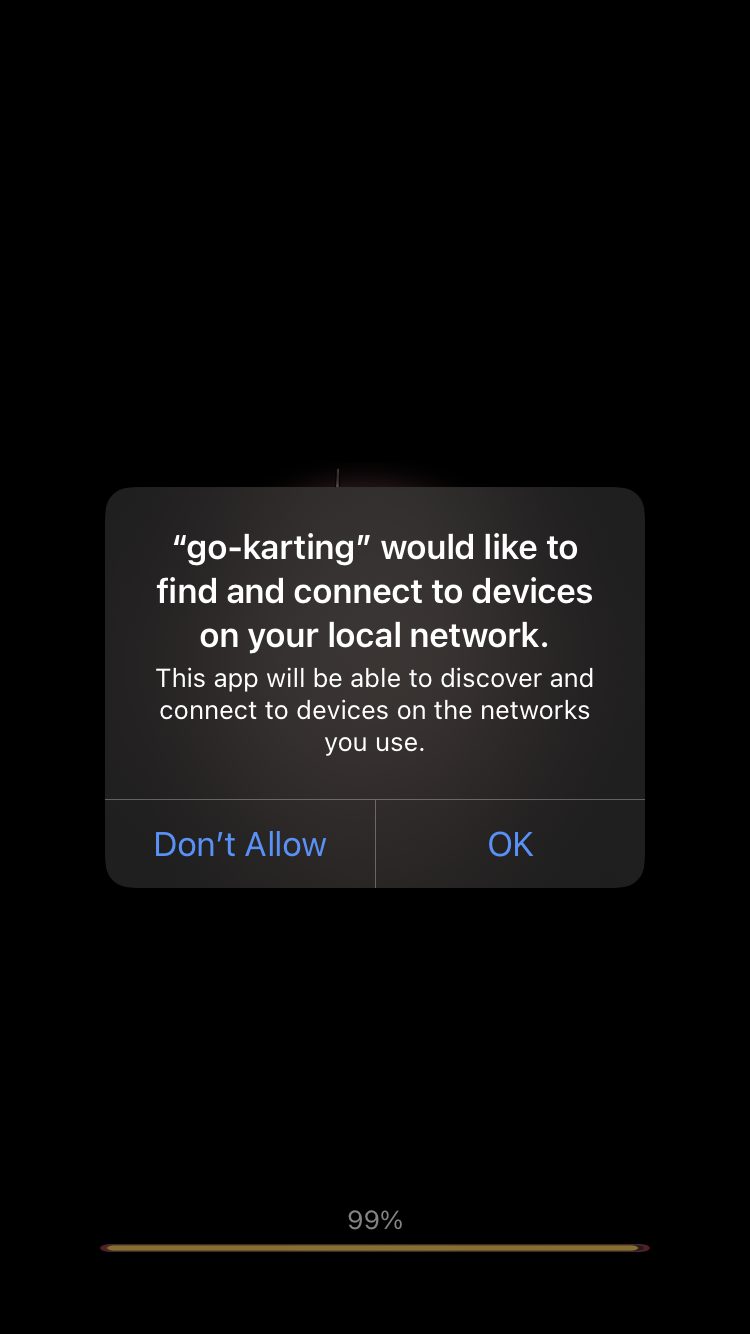 “go-karting” would like to
find and connect to devices
on your local network.
This app will be able to discover and
connect to devices on the networks
you use.
Don’t Allow
OK
99%